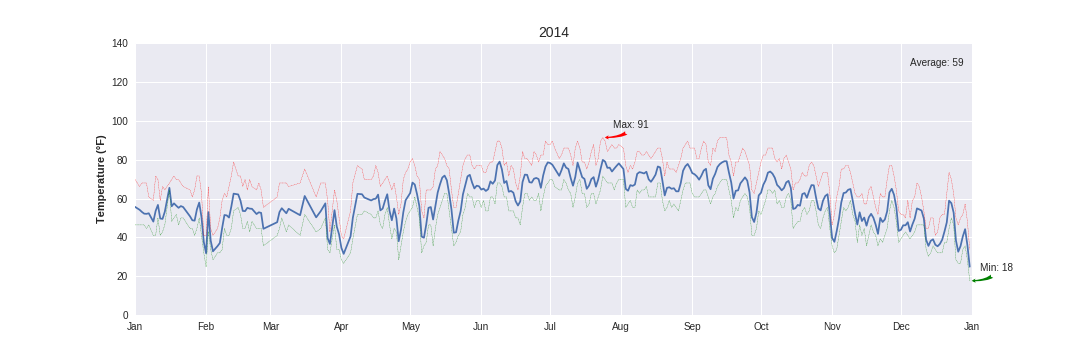 2014
140
Average: 59
120
Max: 91
100
80
Temperature (°F)
60
40
Min: 18
20
0
Jan Feb Mar Apr May Jun Jul Aug Sep Oct Nov Dec Jan